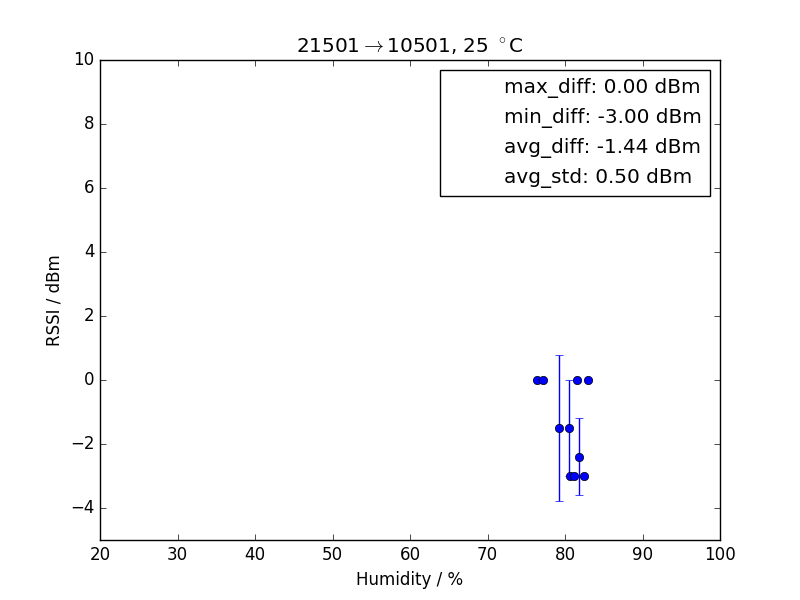 21501→10501, 25 °C
max_diff: 0.00 dBm
min_diff: -3.00 dBm
avg_diff: -1.44 dBm
avg_std: 0.50 dBm
10
8
6
4
2
0
−2
−4
RSSI / dBm
20 30 40 50 60 70 80 90 100
Humidity / %